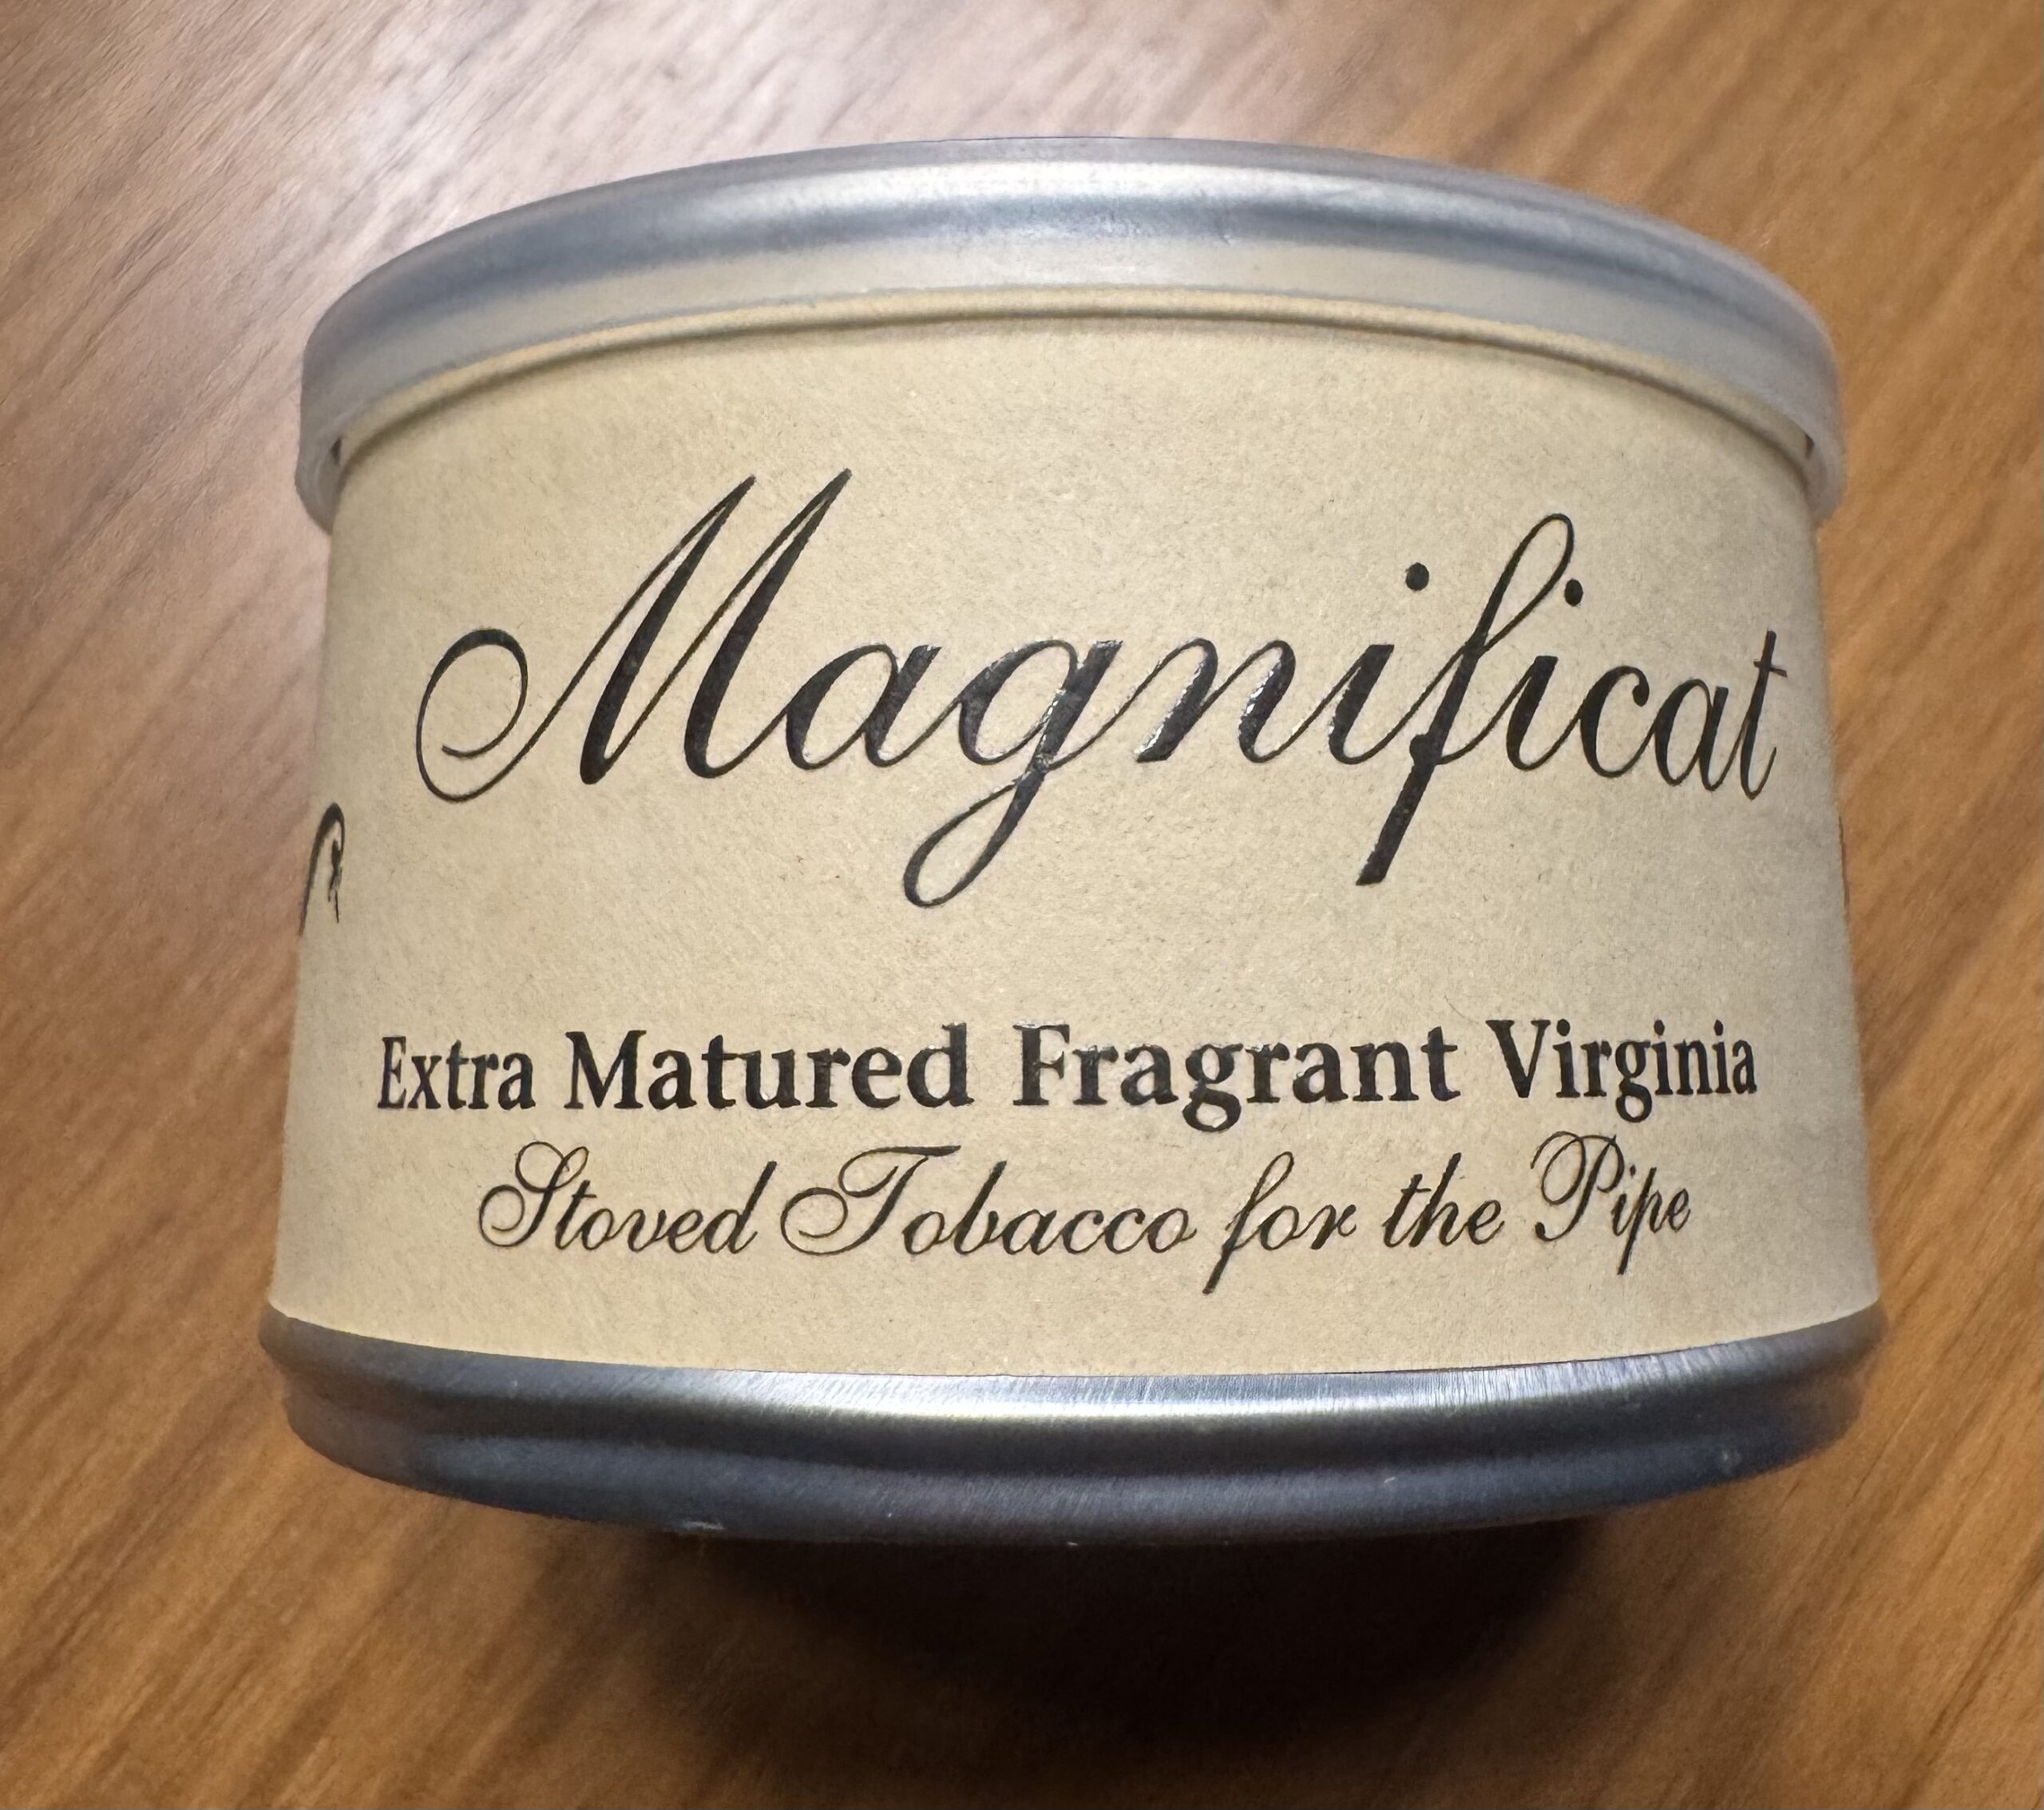 Magnificat
Extra Matured Fragrant Virginia
Stoved Tobacco for the Pipe